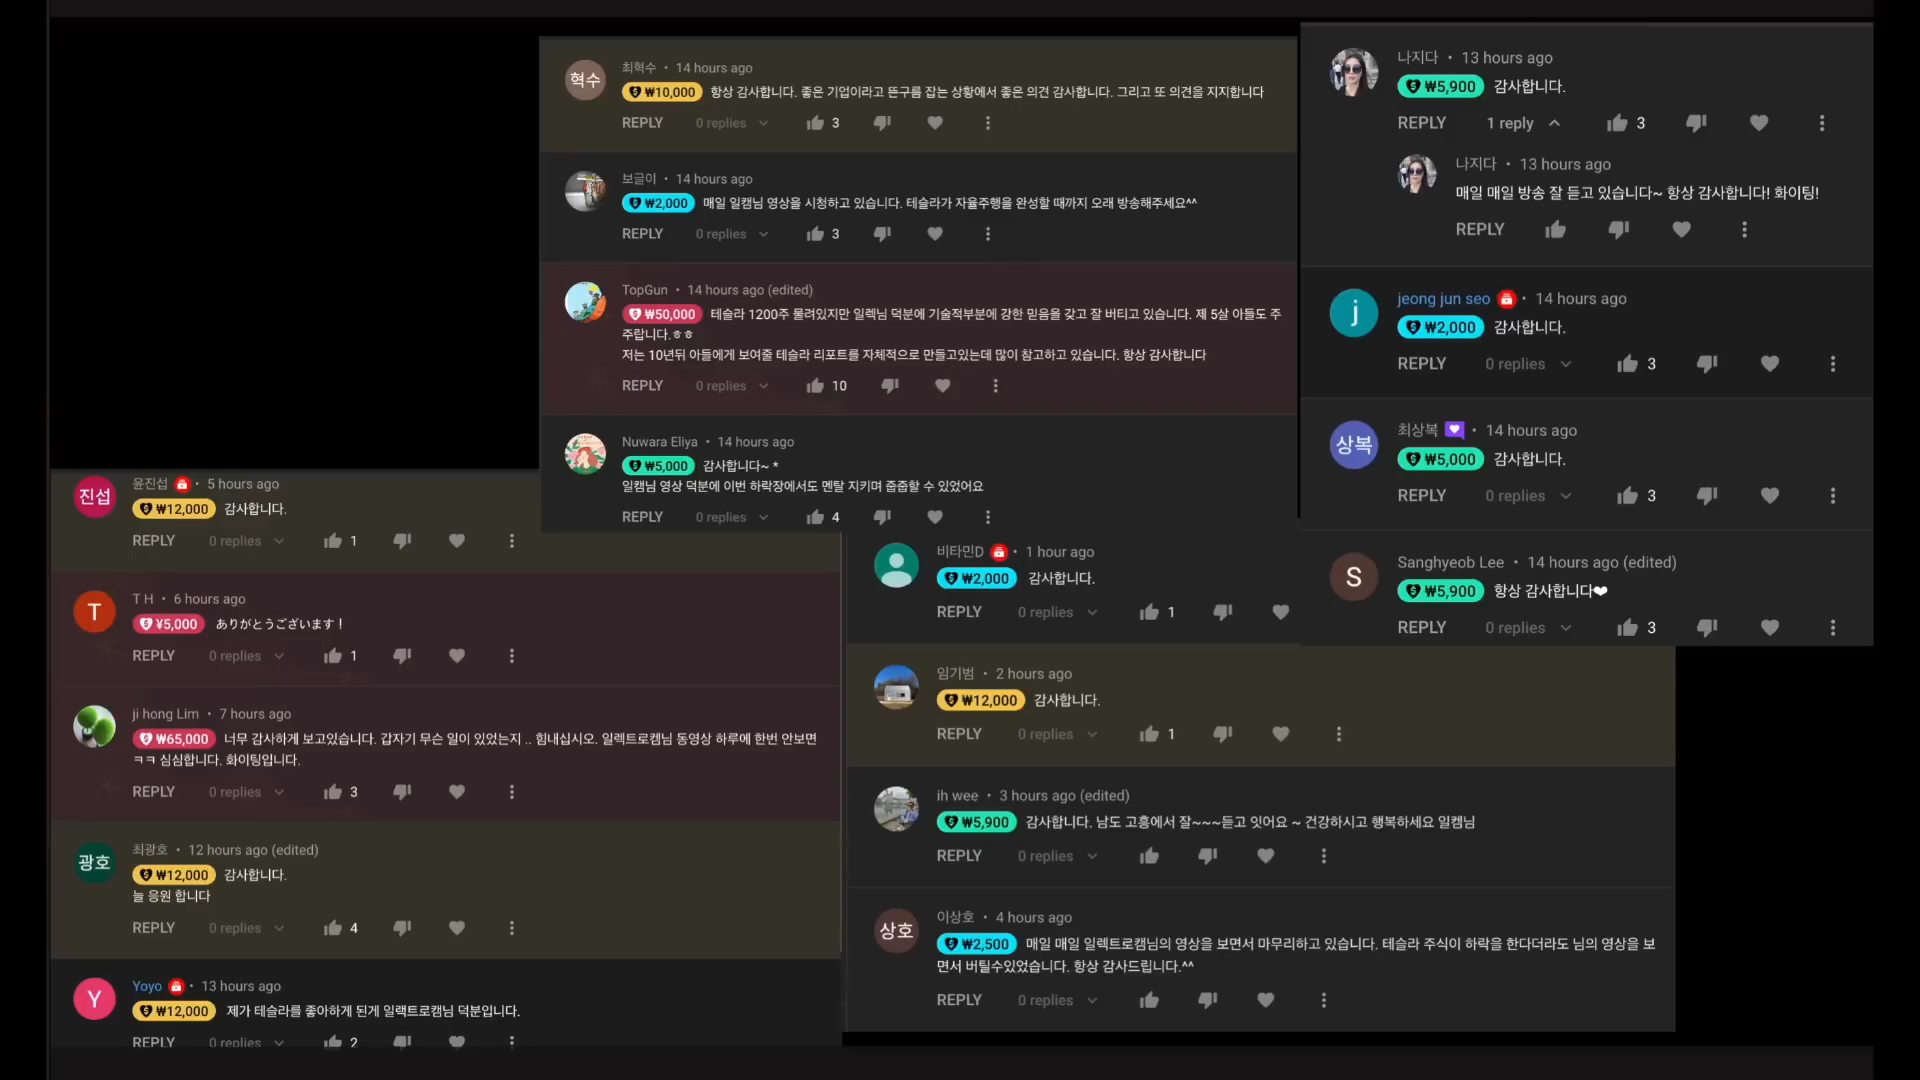 혁수
최혁수 • 14 hours ago
₩10,000 항상 감사합니다. 좋은 기업이라고 뜬구름 잡는 상황에서 좋은 의견 감사합니다. 그리고 또 의견을 지지합니다
REPLY 0 replies 3
보글이 • 14 hours ago
₩2,000 매일 일캠님 영상을 시청하고 있습니다. 테슬라가 자율주행을 완성할 때까지 오래 방송해주세요^^
REPLY 0 replies 3
TopGun • 14 hours ago (edited)
₩50,000 테슬라 1200주 물려있지만 일렉님 덕분에 기술적부분에 강한 믿음을 갖고 잘 버티고 있습니다. 제 5살 아들도 주
주랍니다.ㅎㅎ
저는 10년뒤 아들에게 보여줄 테슬라 리포트를 자체적으로 만들고있는데 많이 참고하고 있습니다. 항상 감사합니다
REPLY 0 replies 10
Nuwara Eliya • 14 hours ago
₩5,000 감사합니다~ *
일캠님 영상 덕분에 이번 하락장에서도 멘탈 지키며 줍줍할 수 있었어요
REPLY 0 replies 4
나지다 • 13 hours ago
₩5,900 감사합니다.
REPLY 1 reply 3
나지다 • 13 hours ago
매일 매일 방송 잘 듣고 있습니다~ 항상 감사합니다! 화이팅!
REPLY
j
jeong jun seo • 14 hours ago
₩2,000 감사합니다.
REPLY 0 replies 3
상복
최상복 • 14 hours ago
₩5,000 감사합니다.
REPLY 0 replies 3
S
Sanghyeob Lee • 14 hours ago (edited)
₩5,900 항상 감사합니다❤
REPLY 0 replies 3
진섭
윤진섭 • 5 hours ago
₩12,000 감사합니다.
REPLY 0 replies 1
T
T H • 6 hours ago
¥5,000 ありがとうございます！
REPLY 0 replies 1
ji hong Lim • 7 hours ago
₩65,000 너무 감사하게 보고있습니다. 갑자기 무슨 일이 있었는지 .. 힘내십시오. 일렉트로켐님 동영상 하루에 한번 안보면
ㅋㅋ 심심합니다. 화이팅입니다.
REPLY 0 replies 3
광호
최광호 • 12 hours ago (edited)
₩12,000 감사합니다.
늘 응원 합니다
REPLY 0 replies 4
Y
Yoyo • 13 hours ago
₩12,000 제가 테슬라를 좋아하게 된게 일랙트로캠님 덕분입니다.
REPLY 0 replies 2
비타민D • 1 hour ago
₩2,000 감사합니다.
REPLY 0 replies 1
임기범 • 2 hours ago
₩12,000 감사합니다.
REPLY 0 replies 1
ih wee • 3 hours ago (edited)
₩5,900 감사합니다. 남도 고흥에서 잘~~~듣고 잇어요 ~ 건강하시고 행복하세요 일켐님
REPLY 0 replies
상호
이상호 • 4 hours ago
₩2,500 매일 매일 일렉트로캠님의 영상을 보면서 마무리하고 있습니다. 테슬라 주식이 하락을 한다더라도 님의 영상을 보
면서 버틸수있었습니다. 항상 감사드립니다.^^
REPLY 0 replies